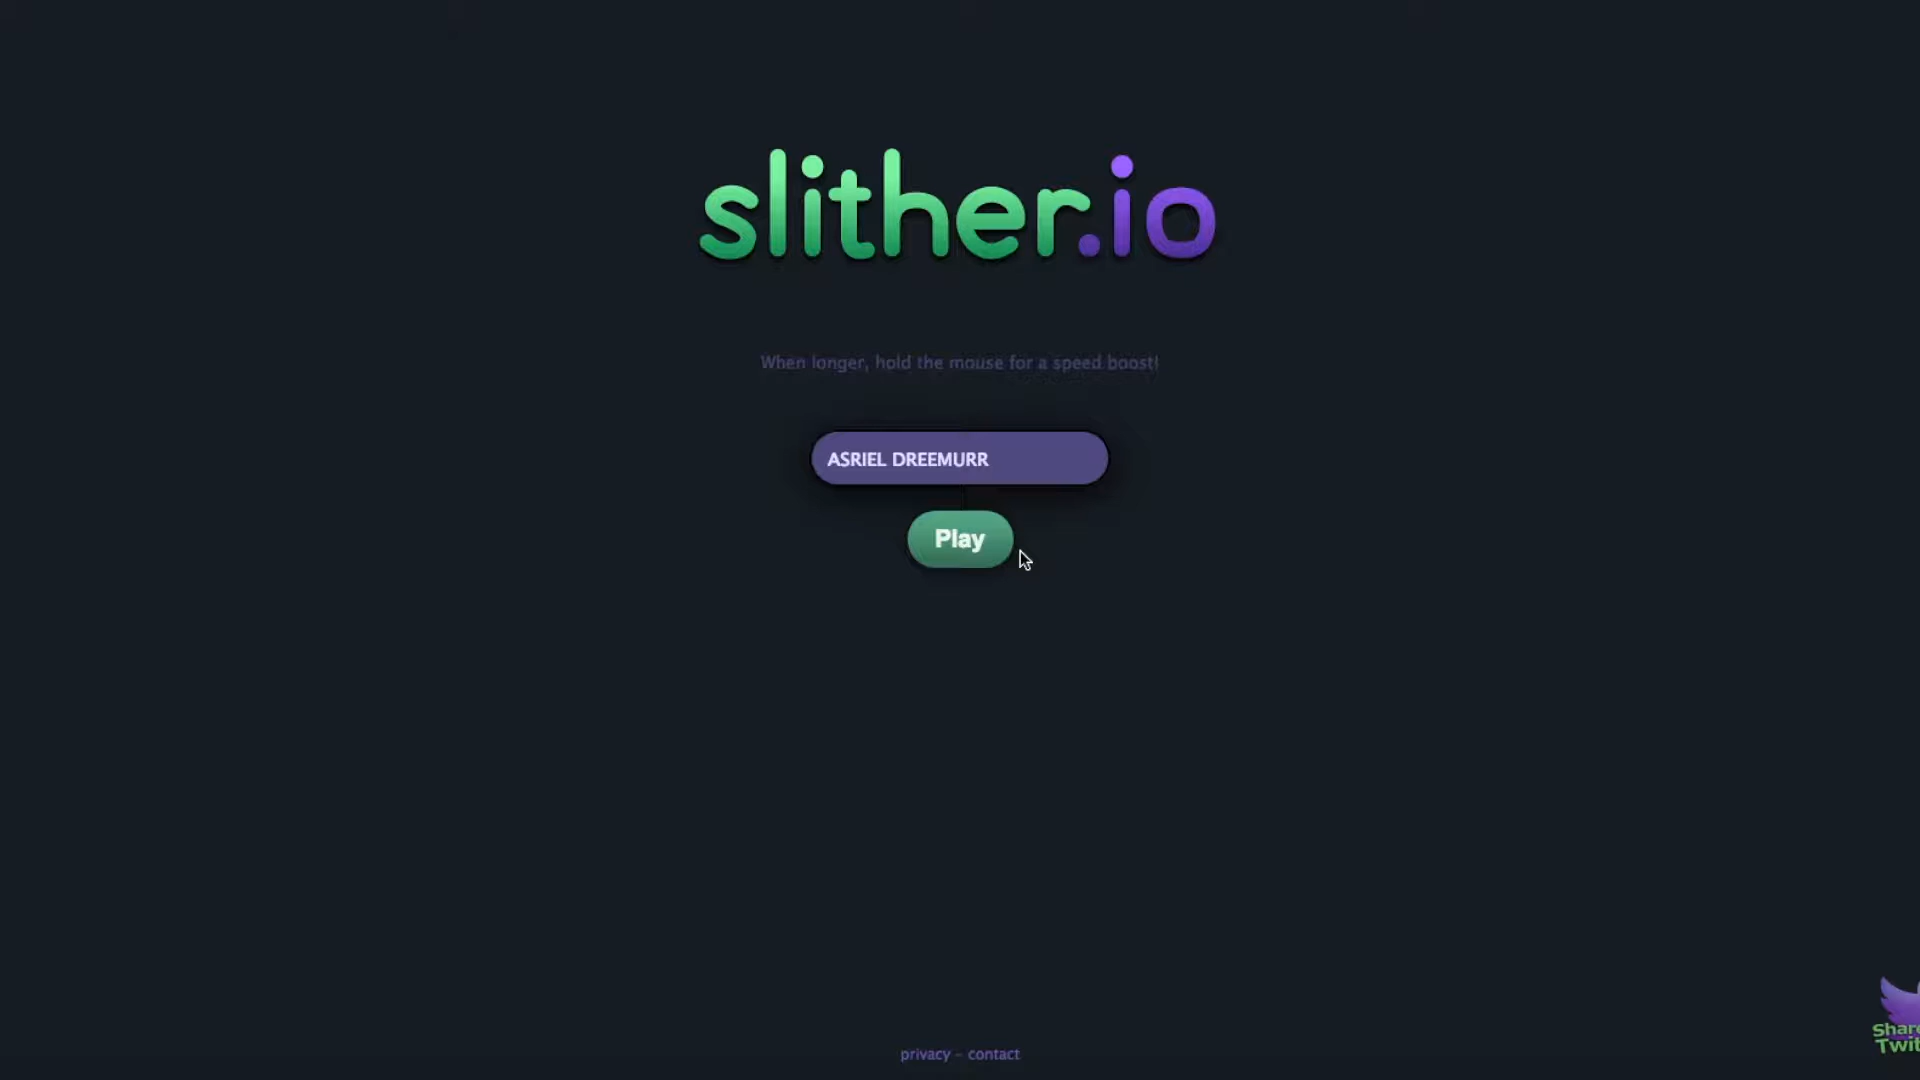 slither.io
When longer, hold the mouse for a speed boost!
ASRIEL DREEMURR
Play
privacy - contact